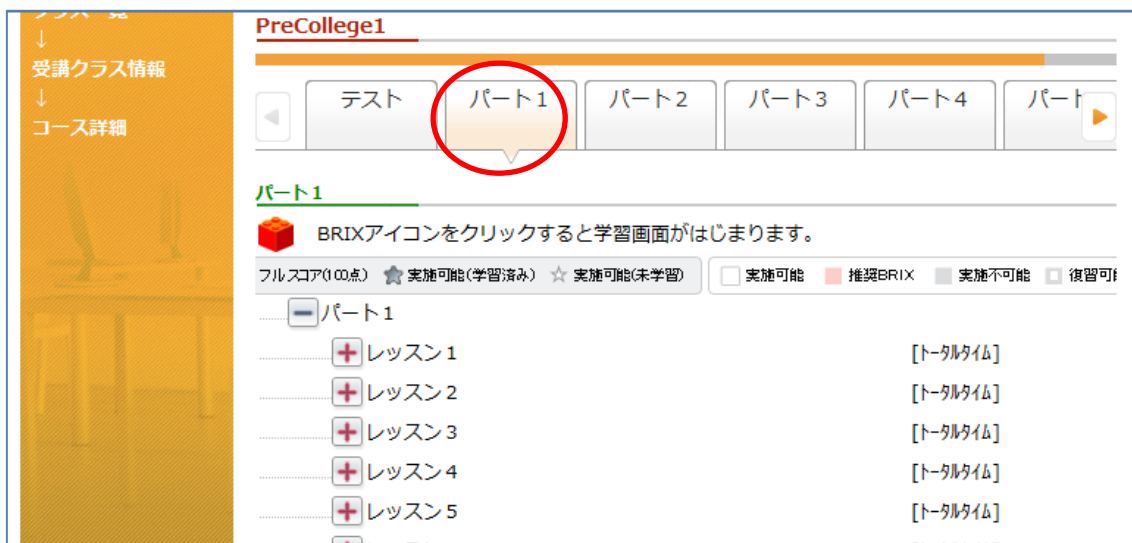 PreCollege1
↓
受講クラス情報
↓
コース詳細
テスト
パート1
パート2
パート3
パート4
パート1
BRIXアイコンをクリックすると学習画面がはじまります。
フルスコア(100点) 実施可能(学習済み) 実施可能(未学習) 実施可能 推奨BRIX 実施不可能
パート1
レッスン1 [ﾄｰﾀﾙﾀｲﾑ]
レッスン2 [ﾄｰﾀﾙﾀｲﾑ]
レッスン3 [ﾄｰﾀﾙﾀｲﾑ]
レッスン4 [ﾄｰﾀﾙﾀｲﾑ]
レッスン5 [ﾄｰﾀﾙﾀｲﾑ]